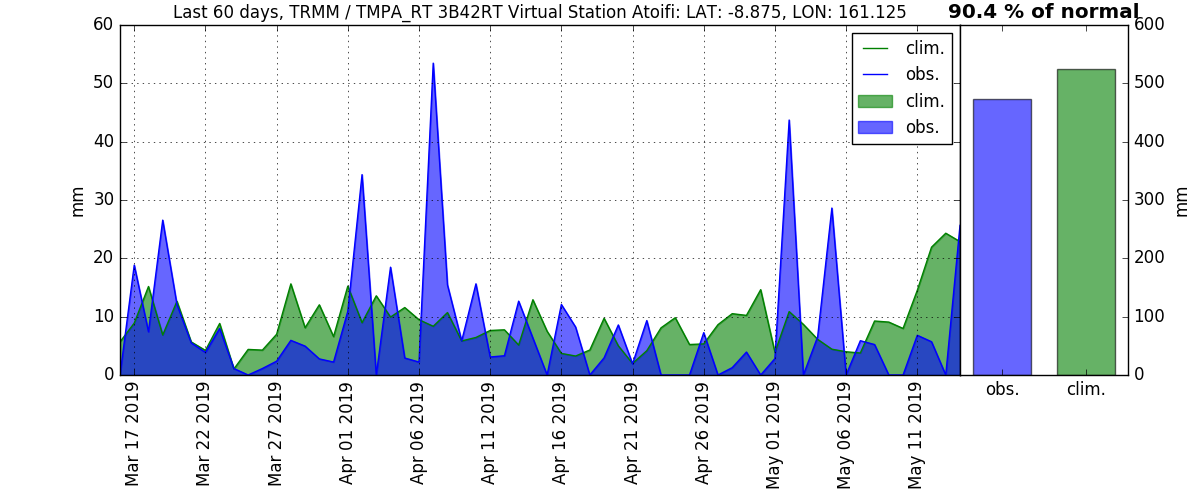 Last 60 days, TRMM / TMPA_RT 3B42RT Virtual Station Atoifi: LAT: -8.875, LON: 161.125
90.4 % of normal
60
50
40
30
20
10
0
mm
clim.
obs.
clim.
obs.
600
500
400
300
200
100
0
mm
obs.
clim.
Mar 17 2019
Mar 22 2019
Mar 27 2019
Apr 01 2019
Apr 06 2019
Apr 11 2019
Apr 16 2019
Apr 21 2019
Apr 26 2019
May 01 2019
May 06 2019
May 11 2019